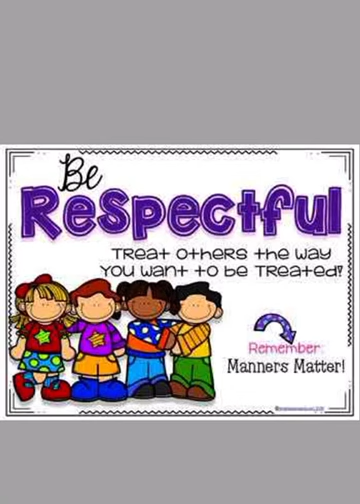 Be
Respectful
Treat others the way
you want to be treated!
Remember:
Manners Matter!